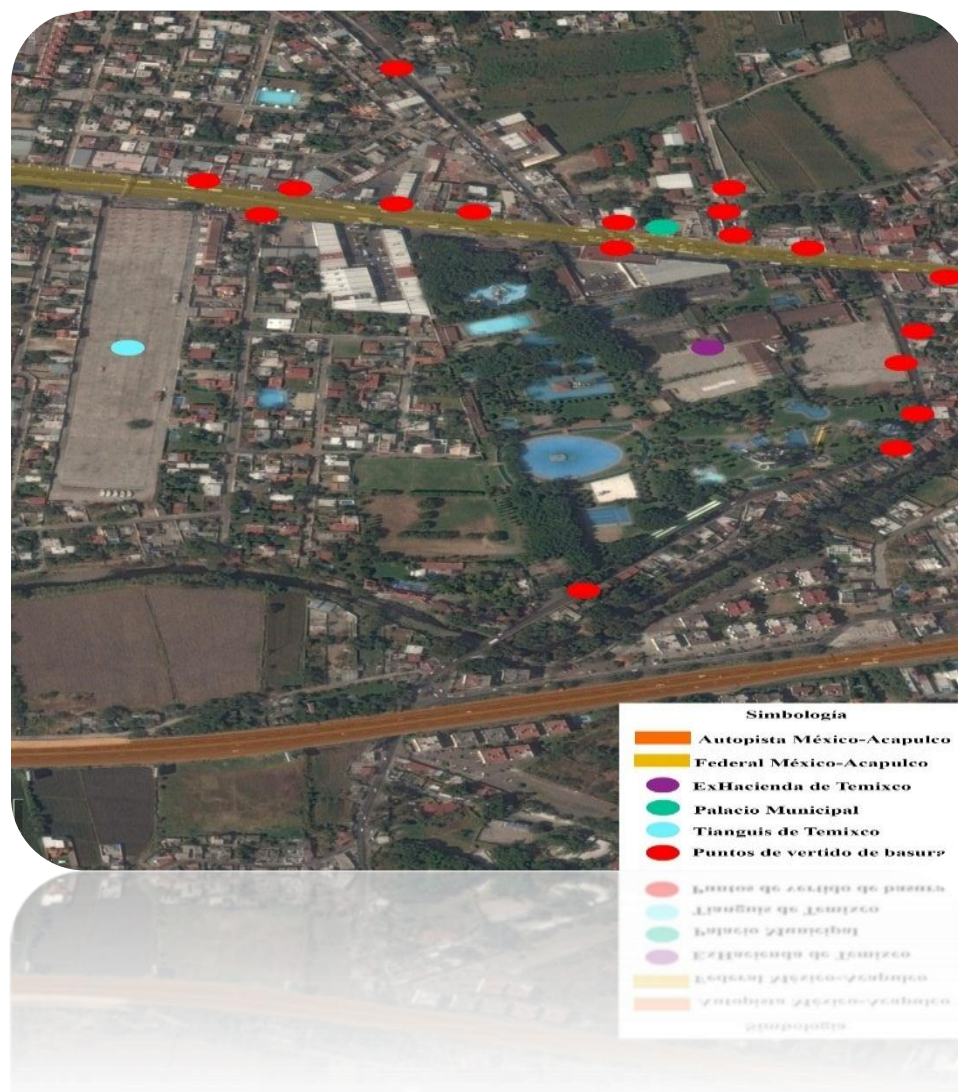 Simbología
Autopista México-Acapulco
Federal México-Acapulco
ExHacienda de Temixco
Palacio Municipal
Tianguis de Temixco
Puntos de vertido de basura